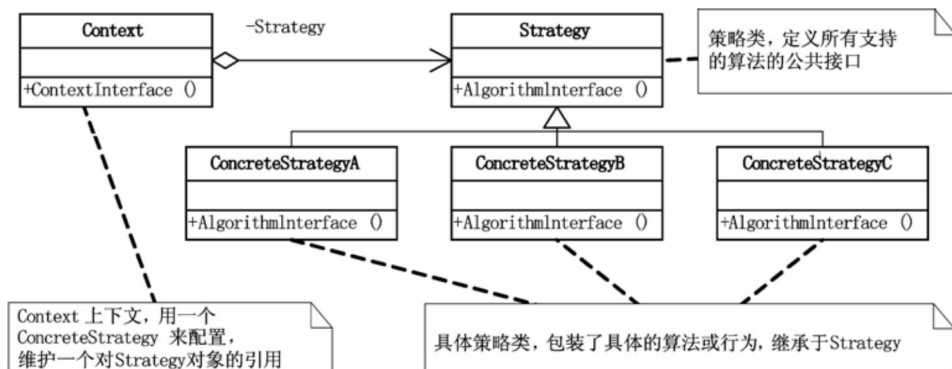 Context
-Strategy
Strategy
策略类，定义所有支持
的算法的公共接口
+ContextInterface ()
+AlgorithmlInterface ()
ConcreteStrategyA
ConcreteStrategyB
ConcreteStrategyC
+AlgorithmlInterface ()
+AlgorithmlInterface ()
+AlgorithmlInterface ()
Context 上下文，用一个
ConcreteStrategy 来配置，
维护一个对Strategy对象的引用
具体策略类，包装了具体的算法或行为，继承于Strategy